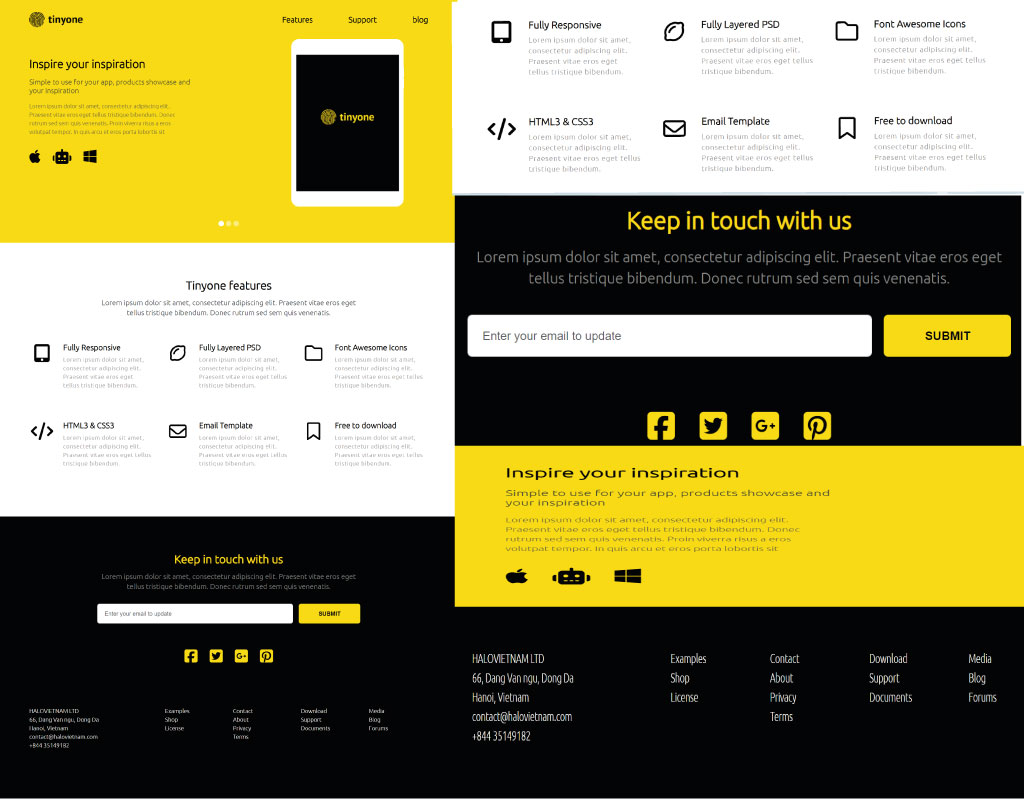 tinyone
Features
Support
blog
Inspire your inspiration
Simple to use for your app, products showcase and
your inspiration
Lorem ipsum dolor sit amet, consectetur adipiscing elit.
Praesent vitae eros eget tellus tristique bibendum. Donec
rutrum sed sem quis venenatis. Proin viverra risus a eros
volutpat tempor. In quis arcu et eros porta lobortis sit
tinyone
Tinyone features
Lorem ipsum dolor sit amet, consectetur adipiscing elit. Praesent vitae eros eget
tellus tristique bibendum. Donec rutrum sed sem quis venenatis.
Fully Responsive
Lorem ipsum dolor sit amet,
consectetur adipiscing elit.
Praesent vitae eros eget
tellus tristique bibendum.
Fully Layered PSD
Lorem ipsum dolor sit amet,
consectetur adipiscing elit.
Praesent vitae eros eget tellus
tristique bibendum.
Font Awesome Icons
Lorem ipsum dolor sit amet,
consectetur adipiscing elit.
Praesent vitae eros eget tellus
tristique bibendum.
HTML3 & CSS3
Lorem ipsum dolor sit amet,
consectetur adipiscing elit.
Praesent vitae eros eget tellus
tristique bibendum.
Email Template
Lorem ipsum dolor sit amet,
consectetur adipiscing elit.
Praesent vitae eros eget tellus
tristique bibendum.
Free to download
Lorem ipsum dolor sit amet,
consectetur adipiscing elit.
Praesent vitae eros eget tellus
tristique bibendum.
Keep in touch with us
Lorem ipsum dolor sit amet, consectetur adipiscing elit. Praesent vitae eros eget
tellus tristique bibendum. Donec rutrum sed sem quis venenatis.
Enter your email to update
SUBMIT
HALOVIETNAM LTD
66, Dang Van ngu, Dong Da
Hanoi, Vietnam
contact@halovietnam.com
+844 35149182
Examples
Shop
License
Contact
About
Privacy
Terms
Download
Support
Documents
Media
Blog
Forums
Fully Responsive
Lorem ipsum dolor sit amet,
consectetur adipiscing elit.
Praesent vitae eros eget
tellus tristique bibendum.
Fully Layered PSD
Lorem ipsum dolor sit amet,
consectetur adipiscing elit.
Praesent vitae eros eget tellus
tristique bibendum.
Font Awesome Icons
Lorem ipsum dolor sit amet,
consectetur adipiscing elit.
Praesent vitae eros eget tellus
tristique bibendum.
HTML3 & CSS3
Lorem ipsum dolor sit amet,
consectetur adipiscing elit.
Praesent vitae eros eget tellus
tristique bibendum.
Email Template
Lorem ipsum dolor sit amet,
consectetur adipiscing elit.
Praesent vitae eros eget tellus
tristique bibendum.
Free to download
Lorem ipsum dolor sit amet,
consectetur adipiscing elit.
Praesent vitae eros eget tellus
tristique bibendum.
Keep in touch with us
Lorem ipsum dolor sit amet, consectetur adipiscing elit. Praesent vitae eros eget
tellus tristique bibendum. Donec rutrum sed sem quis venenatis.
Enter your email to update
SUBMIT
Inspire your inspiration
Simple to use for your app, products showcase and
your inspiration
Lorem ipsum dolor sit amet, consectetur adipiscing elit.
Praesent vitae eros eget tellus tristique bibendum. Donec
rutrum sed sem quis venenatis. Proin viverra risus a eros
volutpat tempor. In quis arcu et eros porta lobortis sit
HALOVIETNAM LTD
66, Dang Van ngu, Dong Da
Hanoi, Vietnam
contact@halovietnam.com
+844 35149182
Examples
Shop
License
Contact
About
Privacy
Terms
Download
Support
Documents
Media
Blog
Forums